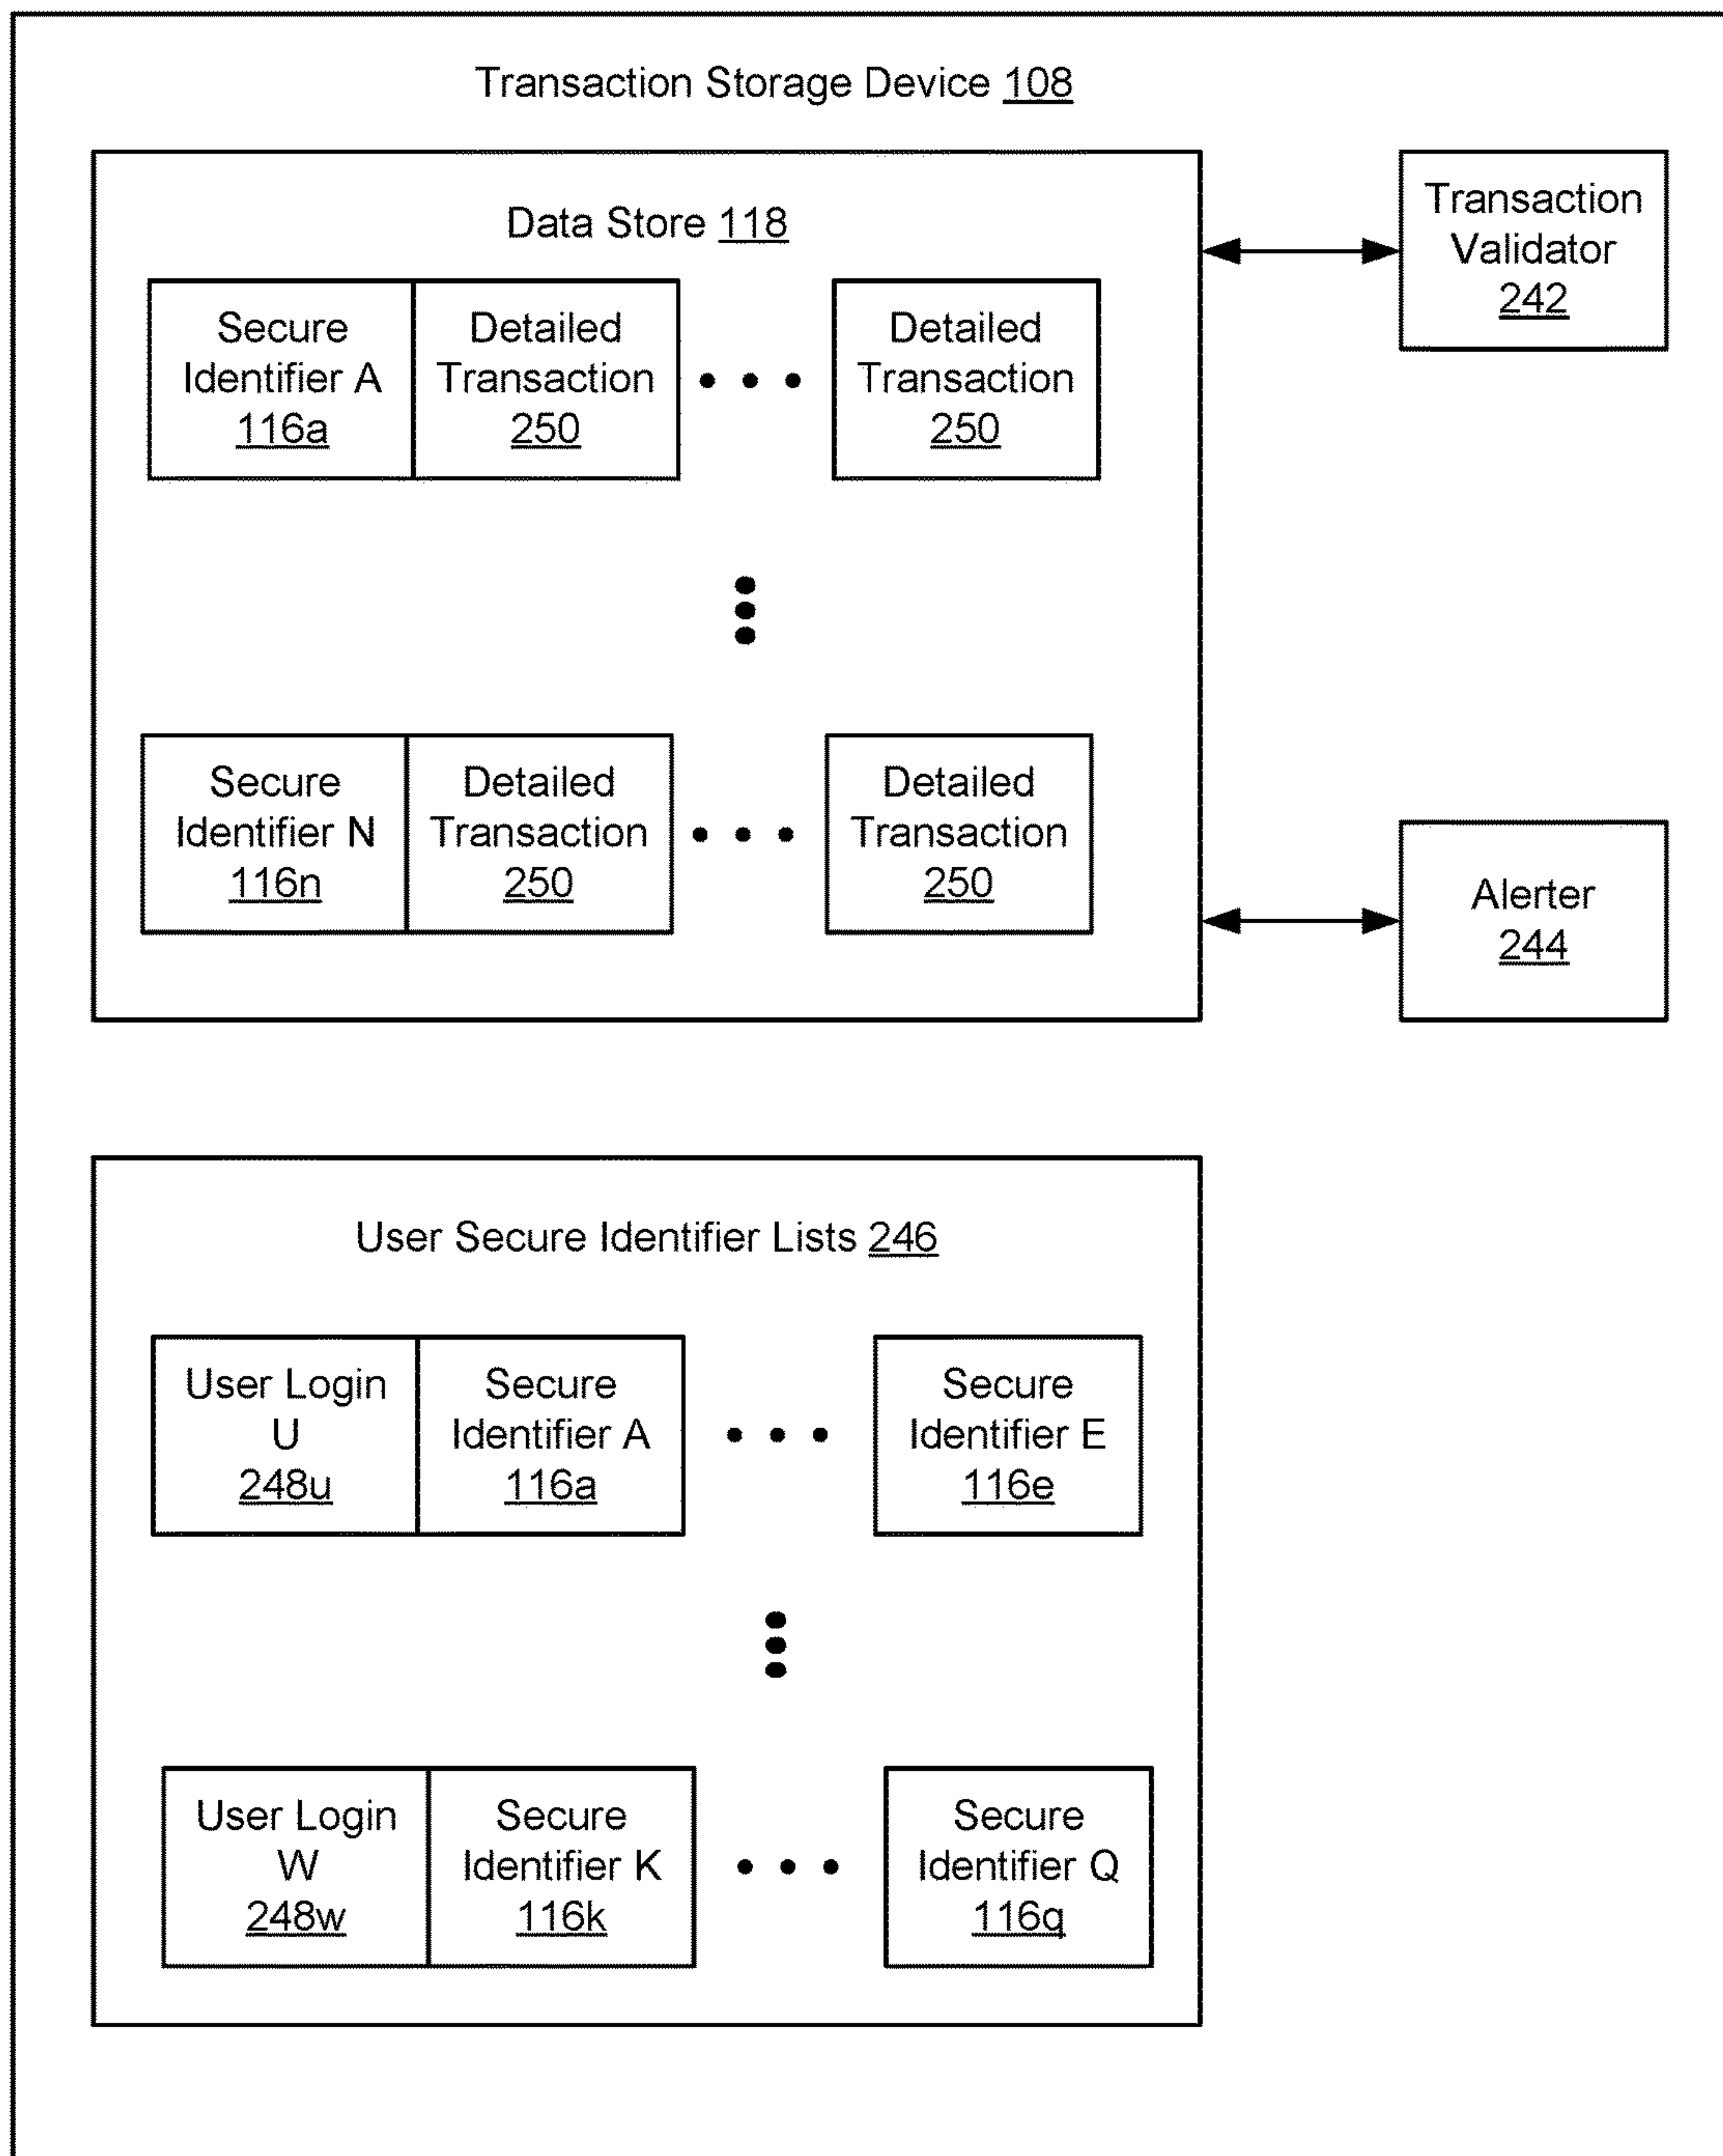 Transaction Storage Device 108
Data Store 118
Transaction
Validator
242
Secure
Identifier A
116a
Detailed
Transaction
250
Detailed
Transaction
250
Secure
Identifier N
116n
Detailed
Transaction
250
Detailed
Transaction
250
Alerter
244
User Secure Identifier Lists 246
User Login
U
248u
Secure
Identifier A
116a
Secure
Identifier E
116e
User Login
W
248w
Secure
Identifier K
116k
Secure
Identifier Q
116q